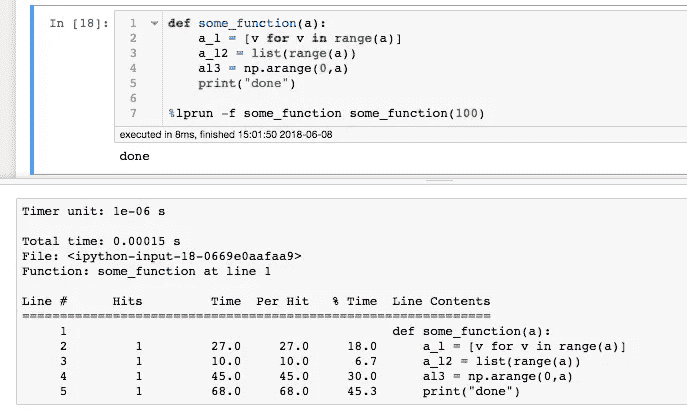 In [18]:
1 def some_function(a):
2 a_l = [v for v in range(a)]
3 a_l2 = list(range(a))
4 al3 = np.arange(0,a)
5 print("done")
6
7 %lprun -f some_function some_function(100)
executed in 8ms, finished 15:01:50 2018-06-08
done
Timer unit: 1e-06 s
Total time: 0.00015 s
File: <ipython-input-18-0669e0aafaa9>
Function: some_function at line 1
Line # Hits Time Per Hit % Time Line Contents
==============================================================
1 def some_function(a):
2 1 27.0 27.0 18.0 a_l = [v for v in range(a)]
3 1 10.0 10.0 6.7 a_l2 = list(range(a))
4 1 45.0 45.0 30.0 al3 = np.arange(0,a)
5 1 68.0 68.0 45.3 print("done")